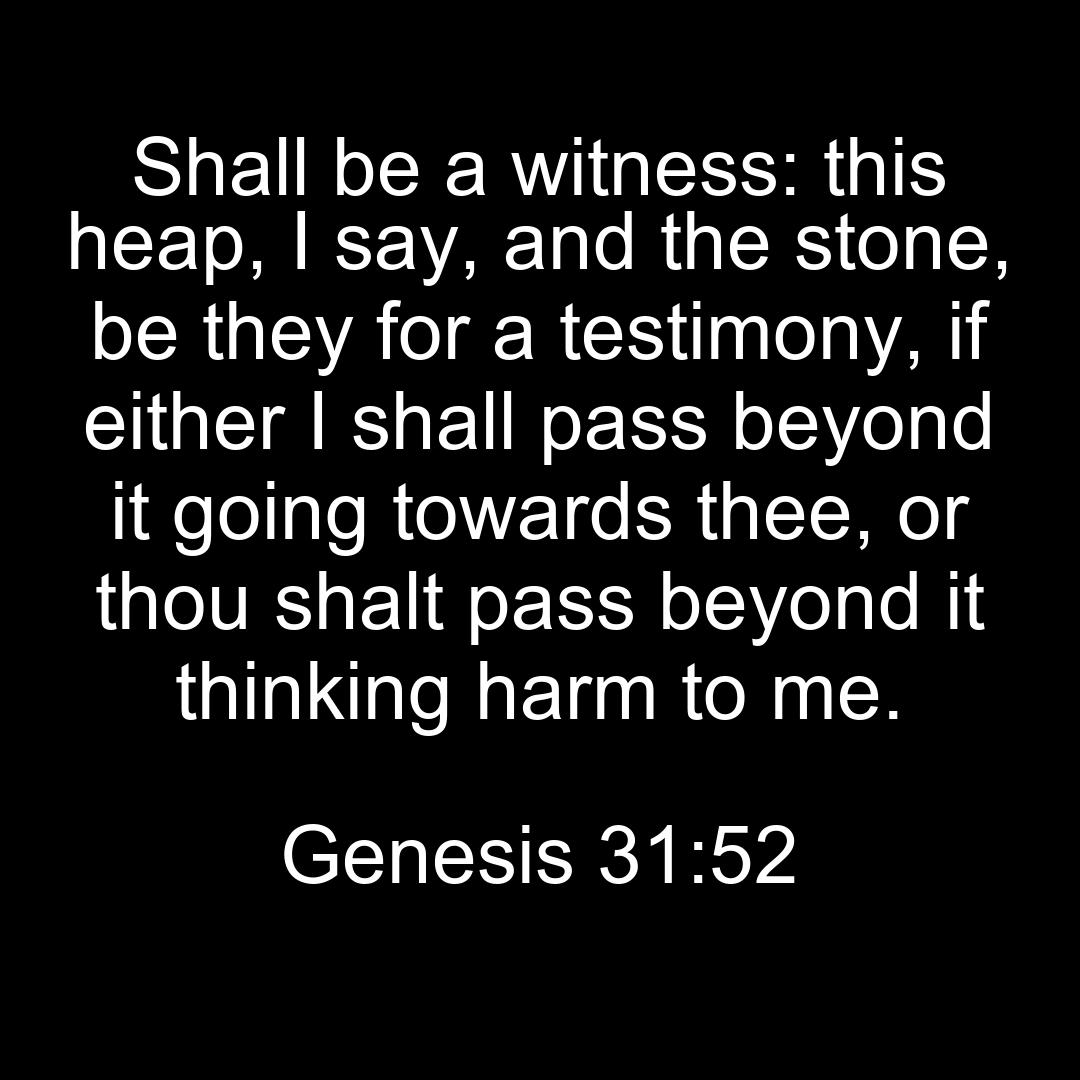 Shall be a witness: this
heap, I say, and the stone,
be they for a testimony, if
either I shall pass beyond
it going towards thee, or
thou shalt pass beyond it
thinking harm to me.
Genesis 31:52